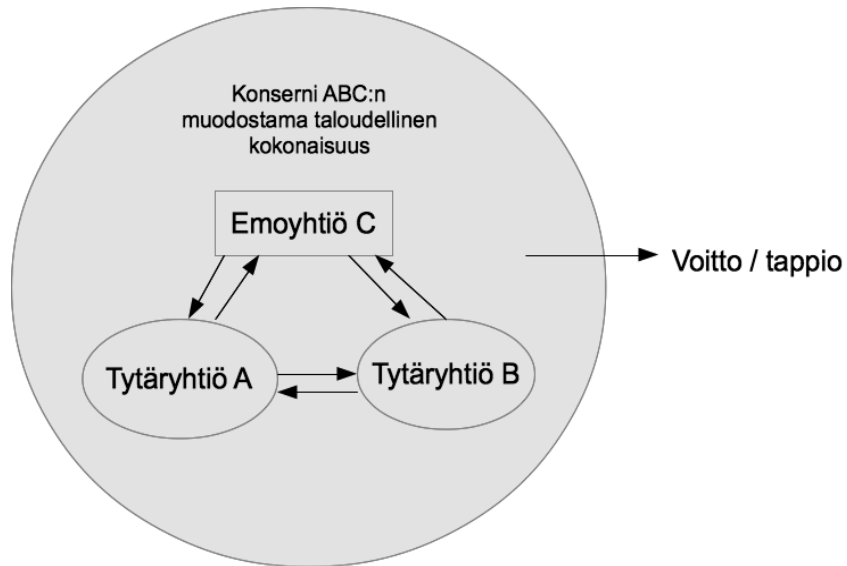 Konserni ABC:n
muodostama taloudellinen
kokonaisuus
Emoyhtiö C
Voitto / tappio
Tytäryhtiö A
Tytäryhtiö B